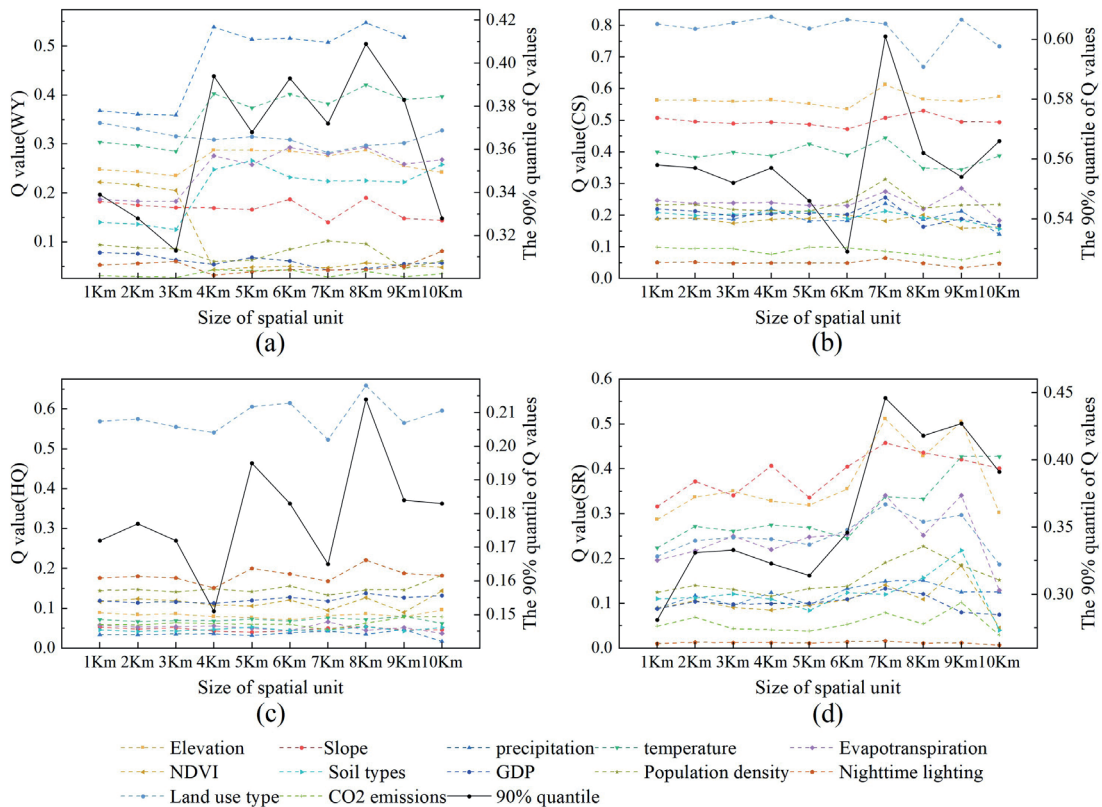 (a)
Q value(WY)
0.5
0.4
0.3
0.2
0.1
The 90% quantile of Q values
0.42
0.40
0.38
0.36
0.34
0.32
1Km 2Km 3Km 4Km 5Km 6Km 7Km 8Km 9Km 10Km
Size of spatial unit
(b)
Q value(CS)
0.8
0.7
0.6
0.5
0.4
0.3
0.2
0.1
0.0
The 90% quantile of Q values
0.60
0.58
0.56
0.54
1Km 2Km 3Km 4Km 5Km 6Km 7Km 8Km 9Km 10Km
Size of spatial unit
(c)
Q value(HQ)
0.6
0.5
0.4
0.3
0.2
0.1
0.0
The 90% quantile of Q values
0.21
0.20
0.19
0.18
0.17
0.16
0.15
1Km 2Km 3Km 4Km 5Km 6Km 7Km 8Km 9Km 10Km
Size of spatial unit
(d)
Q value(SR)
0.6
0.5
0.4
0.3
0.2
0.1
0.0
The 90% quantile of Q values
0.45
0.40
0.35
0.30
1Km 2Km 3Km 4Km 5Km 6Km 7Km 8Km 9Km 10Km
Size of spatial unit
Elevation Slope precipitation temperature Evapotranspiration
NDVI Soil types GDP Population density Nighttime lighting
Land use type CO2 emissions 90% quantile